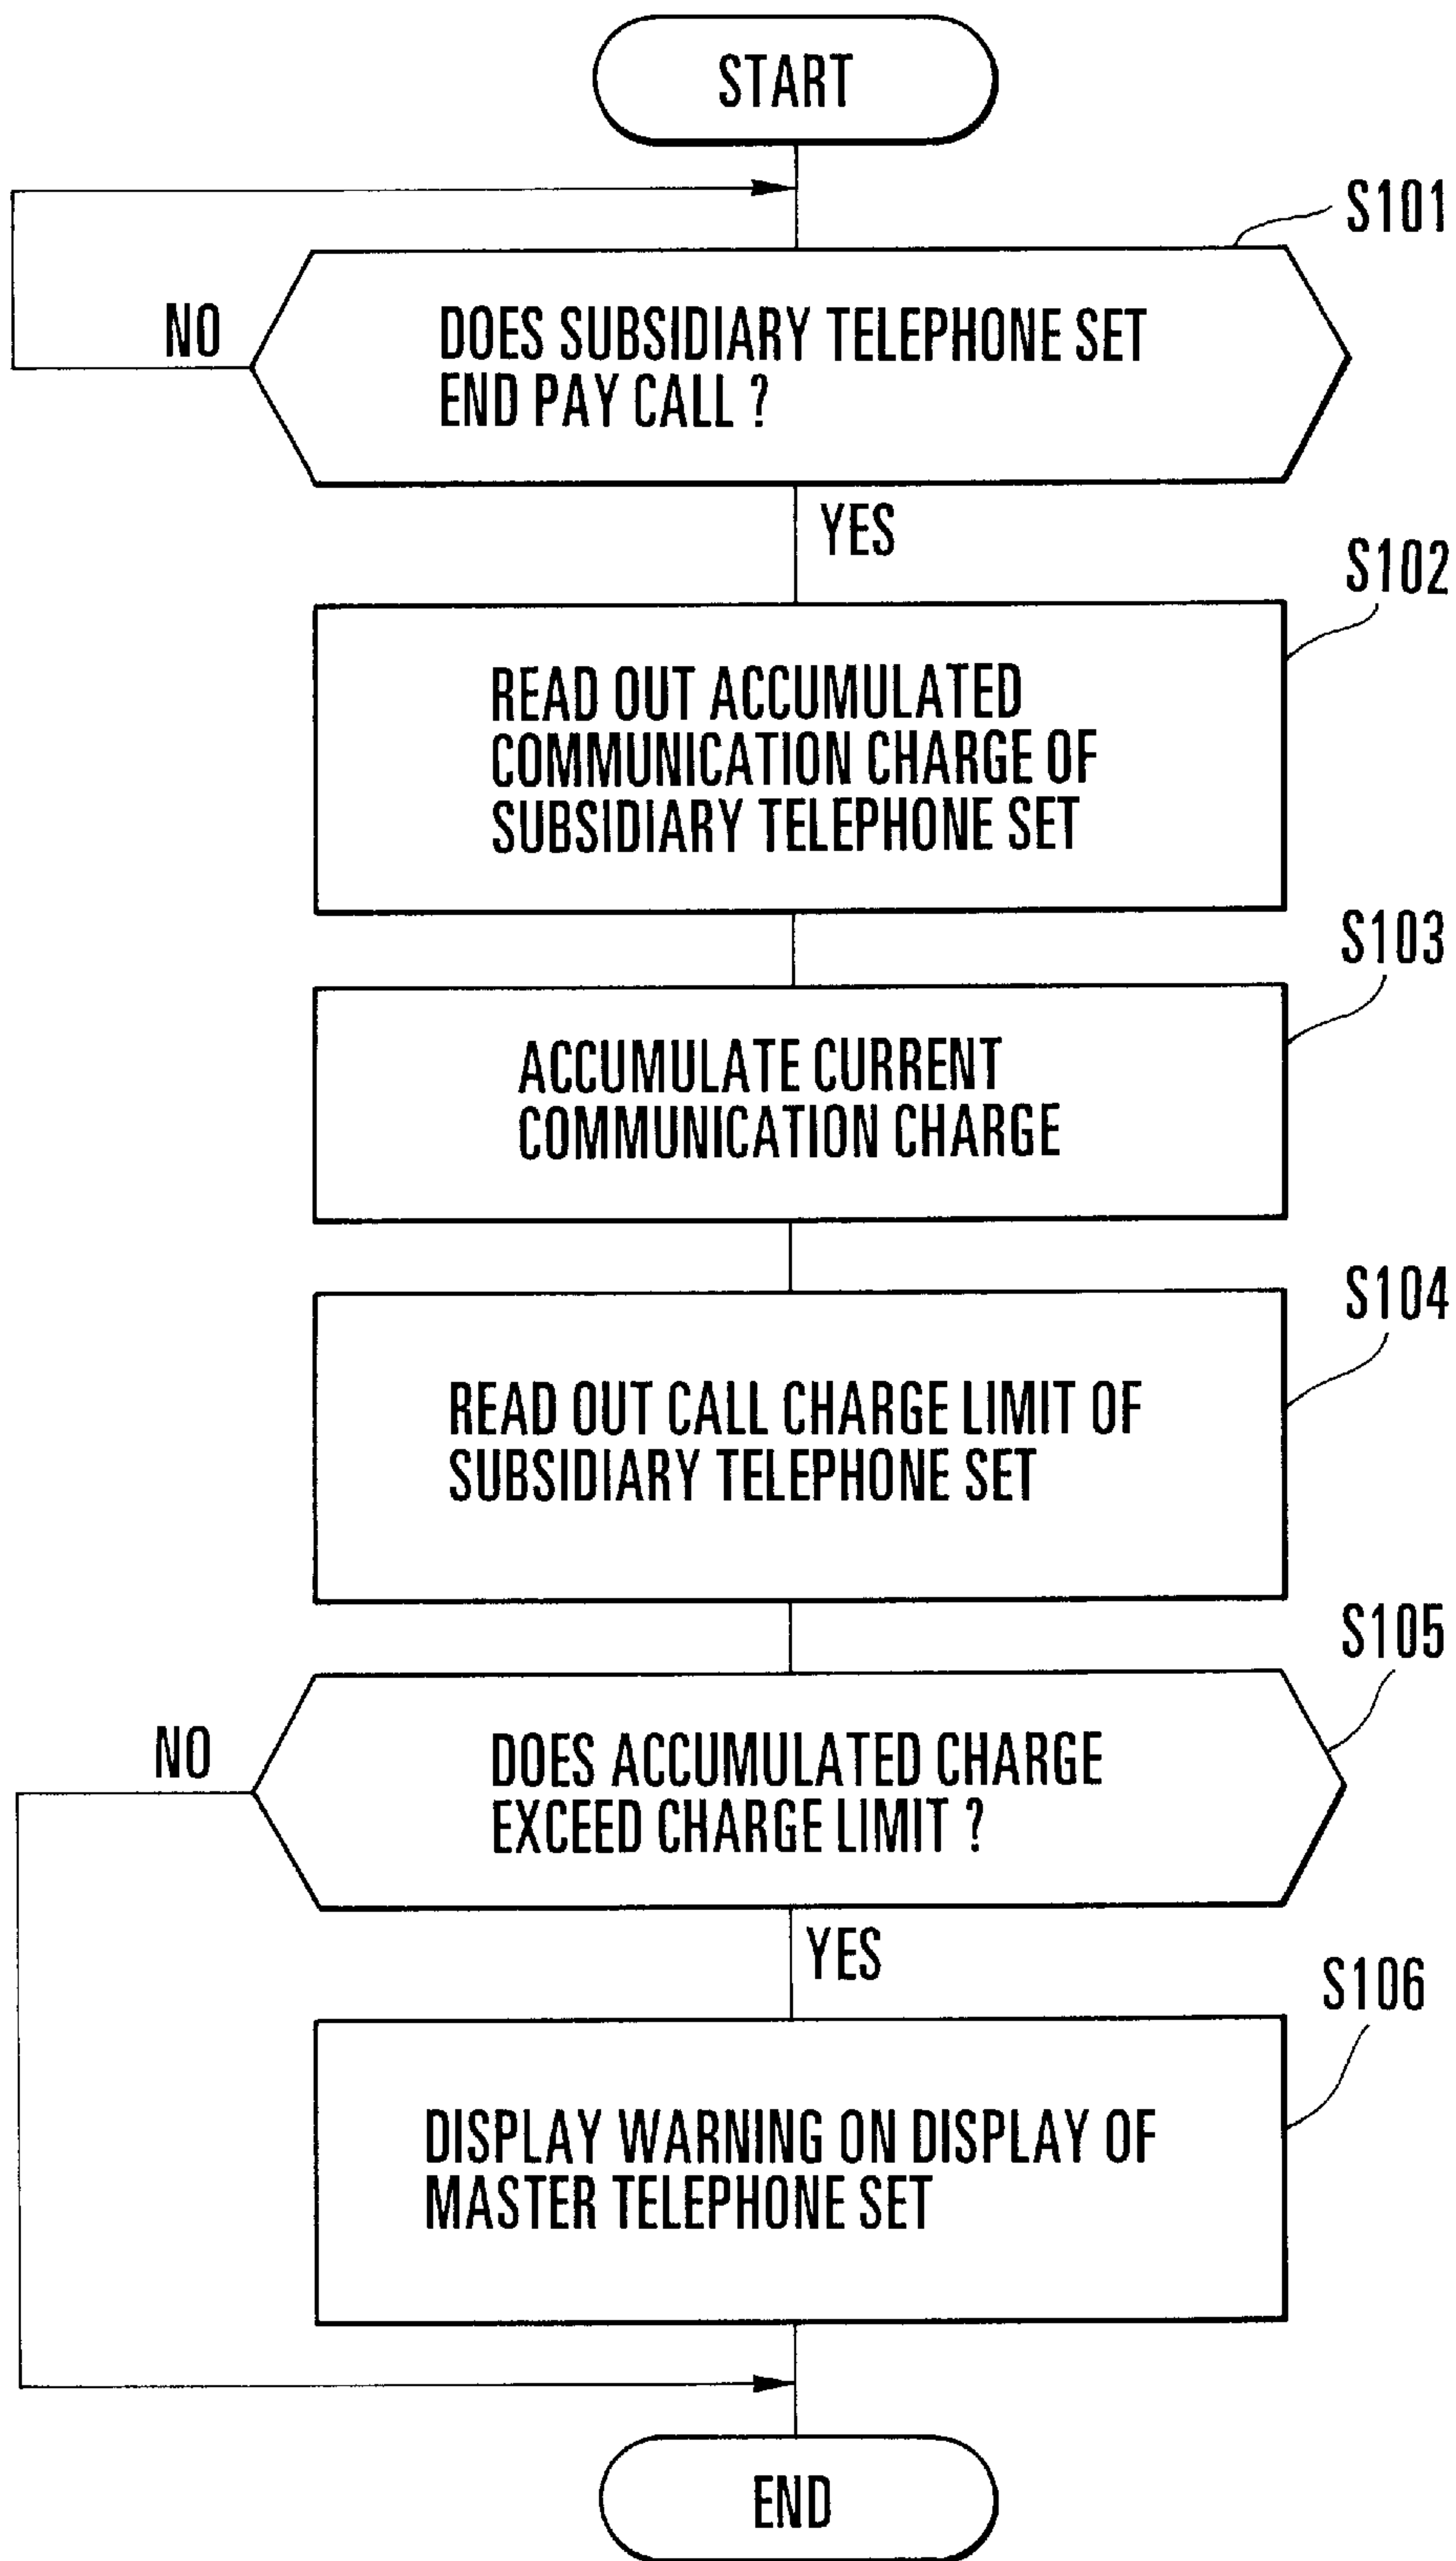 START
S101
NO
DOES SUBSIDIARY TELEPHONE SET
END PAY CALL ?
YES
S102
READ OUT ACCUMULATED
COMMUNICATION CHARGE OF
SUBSIDIARY TELEPHONE SET
S103
ACCUMULATE CURRENT
COMMUNICATION CHARGE
S104
READ OUT CALL CHARGE LIMIT OF
SUBSIDIARY TELEPHONE SET
S105
NO
DOES ACCUMULATED CHARGE
EXCEED CHARGE LIMIT ?
YES
S106
DISPLAY WARNING ON DISPLAY OF
MASTER TELEPHONE SET
END